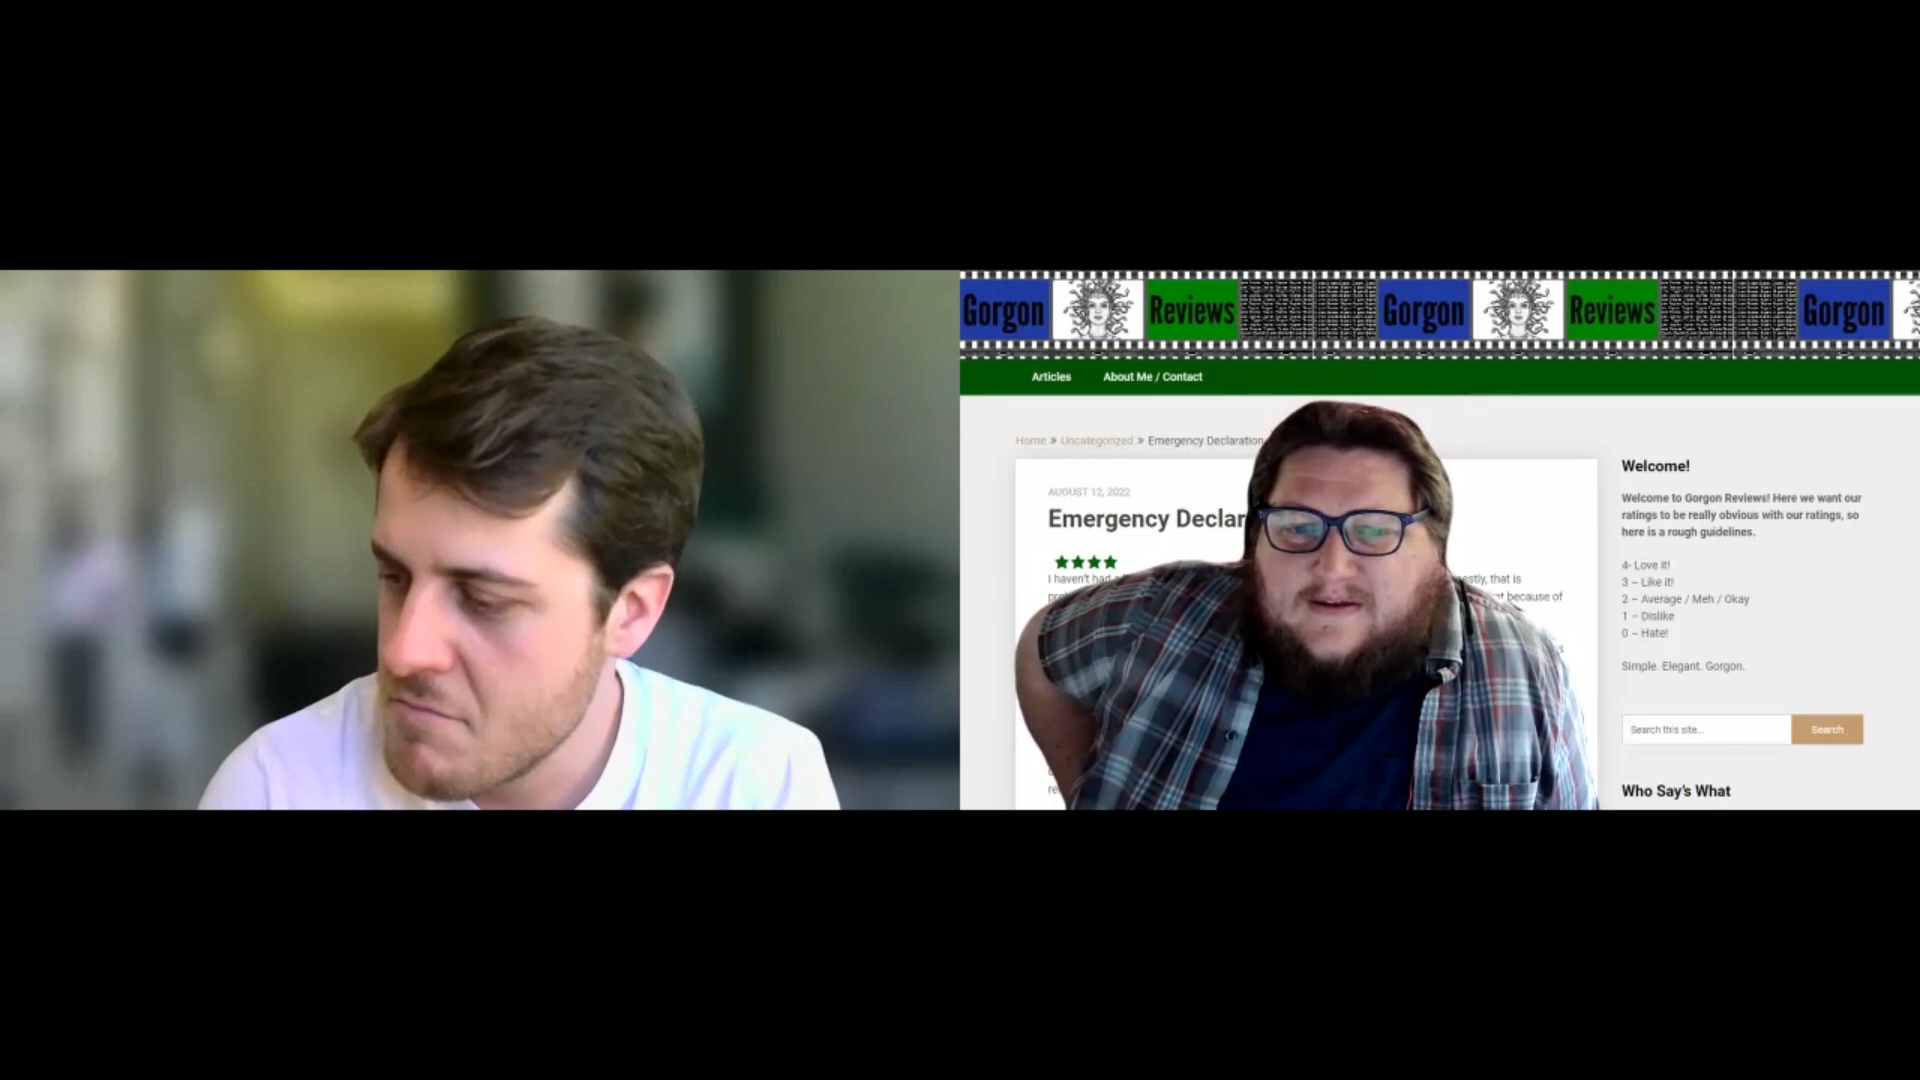 Gorgon Reviews Gorgon Reviews Gorgon
Articles About Me / Contact
Home » Uncategorized » Emergency Declaration
AUGUST 12, 2022
Emergency Declar
I haven't had
that is
because of
Welcome!
Welcome to Gorgon Reviews! Here we want our
ratings to be really obvious with our ratings, so
here is a rough guidelines.
4- Love it!
3 – Like it!
2 – Average / Meh / Okay
1 – Dislike
0 – Hate!
Simple. Elegant. Gorgon.
Search this site... Search
Who Say's What